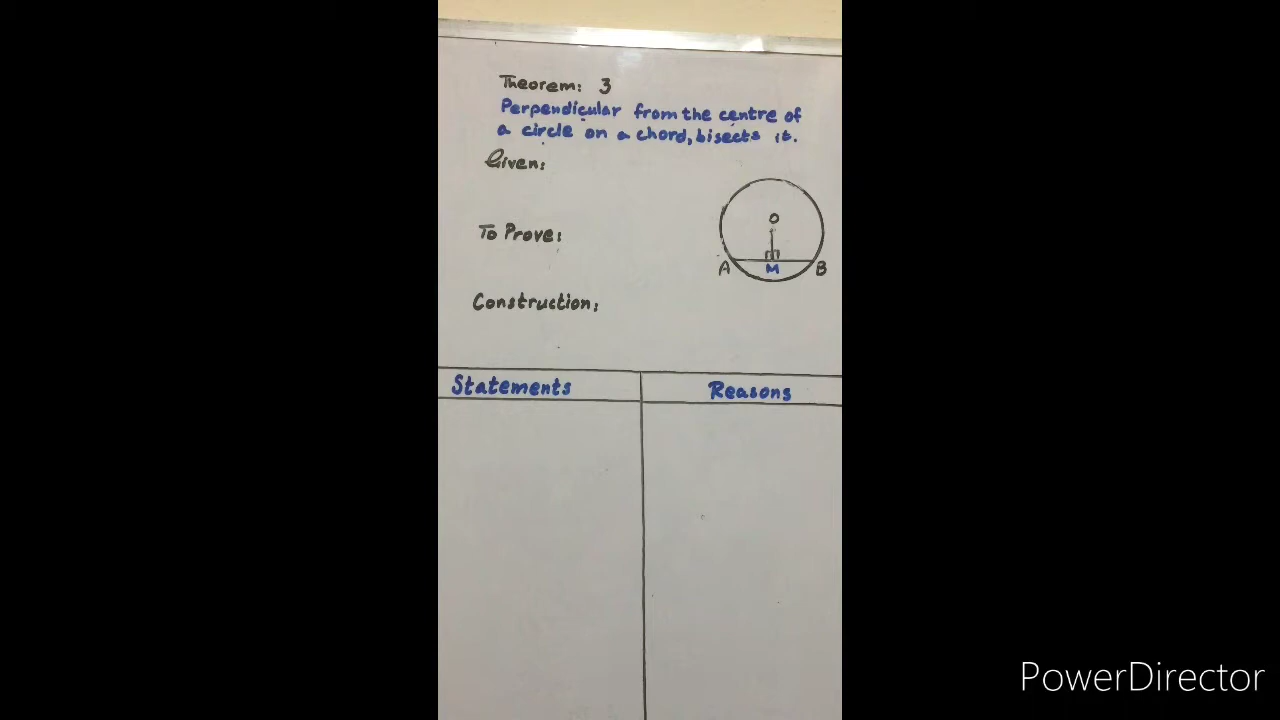 Theorem: 3
Perpendicular from the centre of
a circle on a chord, bisects it.
Given:
To Prove:
Construction:
O
A M B
Statements Reasons
PowerDirector